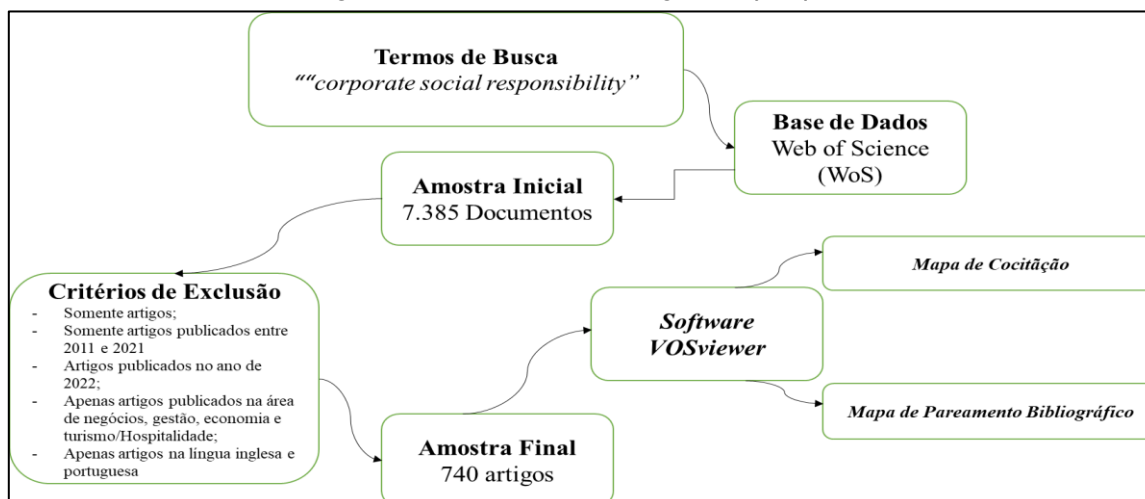 Termos de Busca
““corporate social responsibility”
Base de Dados
Web of Science
(WoS)
Amostra Inicial
7.385 Documentos
Critérios de Exclusão
- Somente artigos;
- Somente artigos publicados entre
2011 e 2021
- Artigos publicados no ano de
2022;
- Apenas artigos publicados na área
de negócios, gestão, economia e
turismo/Hospitalidade;
- Apenas artigos na língua inglesa e
portuguesa
Amostra Final
740 artigos
Software
VOSviewer
Mapa de Cocitãção
Mapa de Pareamento Bibliográfico